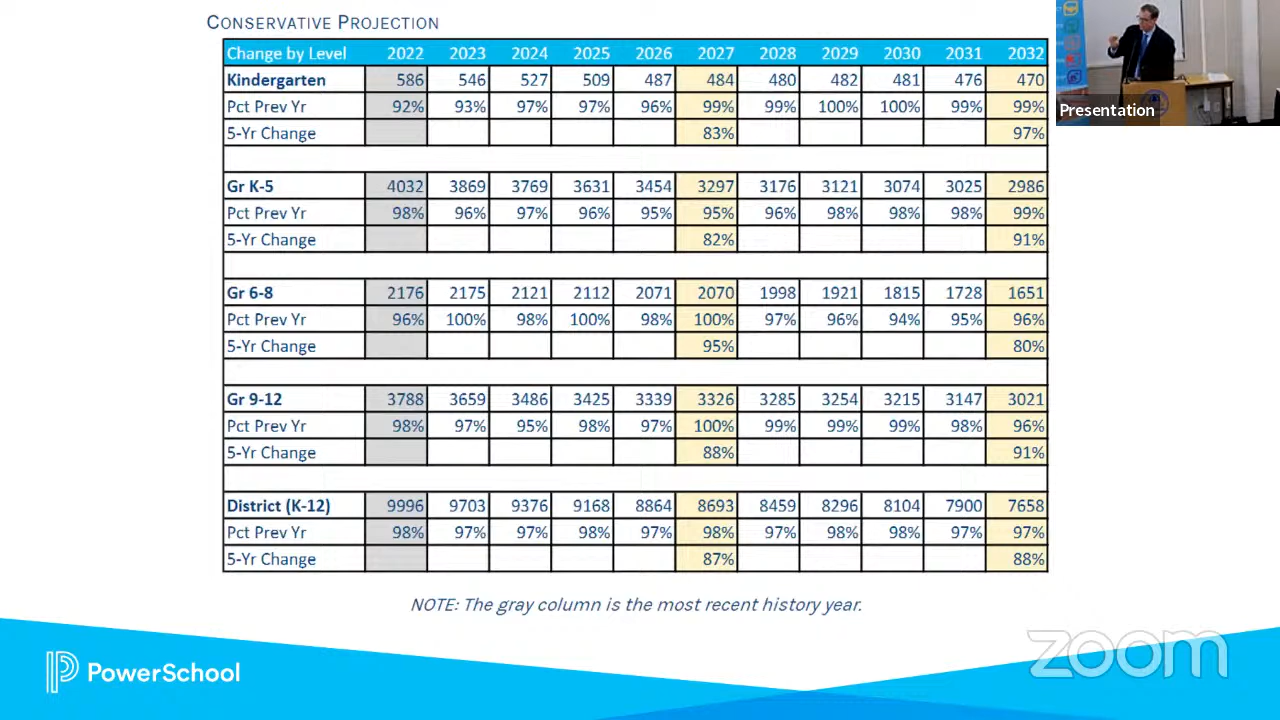 CONSERVATIVE PROJECTION
Change by Level 2022 2023 2024 2025 2026 2027 2028 2029 2030 2031 2032
Kindergarten 586 546 527 509 487 484 480 482 481 476 470
Pct Prev Yr 92% 93% 97% 97% 96% 99% 99% 100% 100% 99% 99%
5-Yr Change 83% 97%
Gr K-5 4032 3869 3769 3631 3454 3297 3176 3121 3074 3025 2986
Pct Prev Yr 98% 96% 97% 96% 95% 95% 96% 98% 98% 98% 99%
5-Yr Change 82% 91%
Gr 6-8 2176 2175 2121 2112 2071 2070 1998 1921 1815 1728 1651
Pct Prev Yr 96% 100% 98% 100% 98% 100% 97% 96% 94% 95% 96%
5-Yr Change 95% 80%
Gr 9-12 3788 3659 3486 3425 3339 3326 3285 3254 3215 3147 3021
Pct Prev Yr 98% 97% 95% 98% 97% 100% 99% 99% 99% 98% 96%
5-Yr Change 88% 91%
District (K-12) 9996 9703 9376 9168 8864 8693 8459 8296 8104 7900 7658
Pct Prev Yr 98% 97% 97% 98% 97% 98% 97% 98% 98% 97% 97%
5-Yr Change 87% 88%
NOTE: The gray column is the most recent history year.
Presentation
PowerSchool
zoom